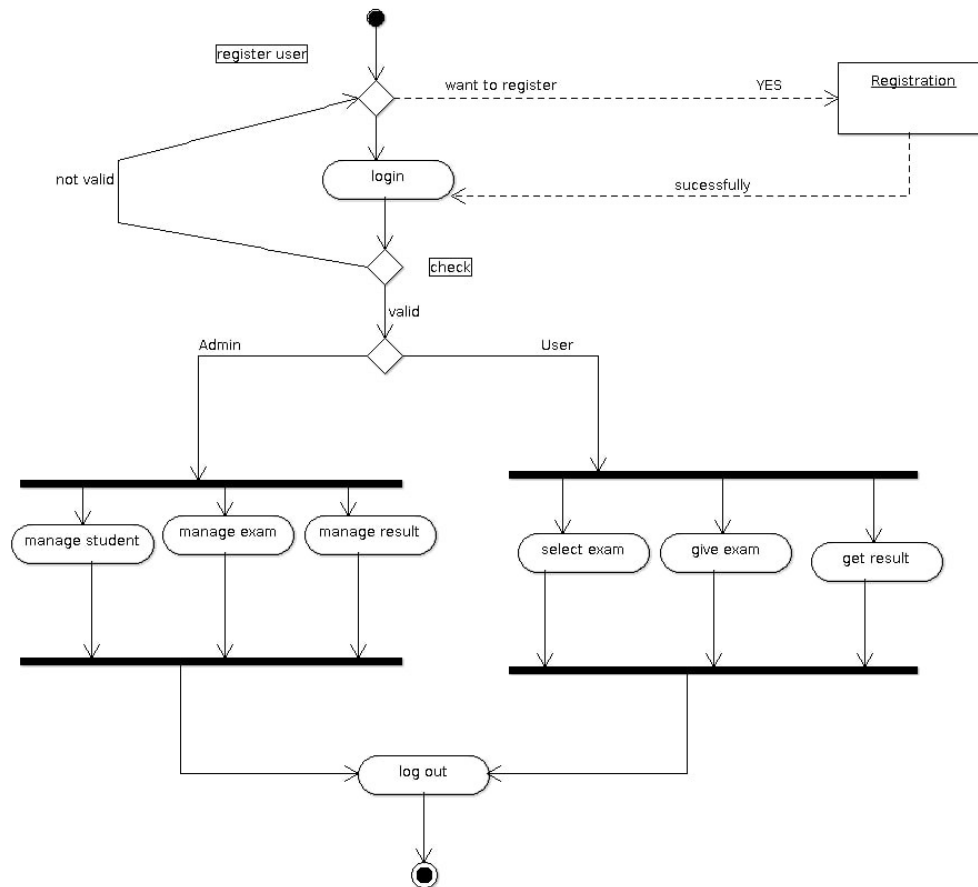 register user
want to register
YES
Registration
not valid
login
sucessfully
check
valid
Admin
User
manage student
manage exam
manage result
select exam
give exam
get result
log out